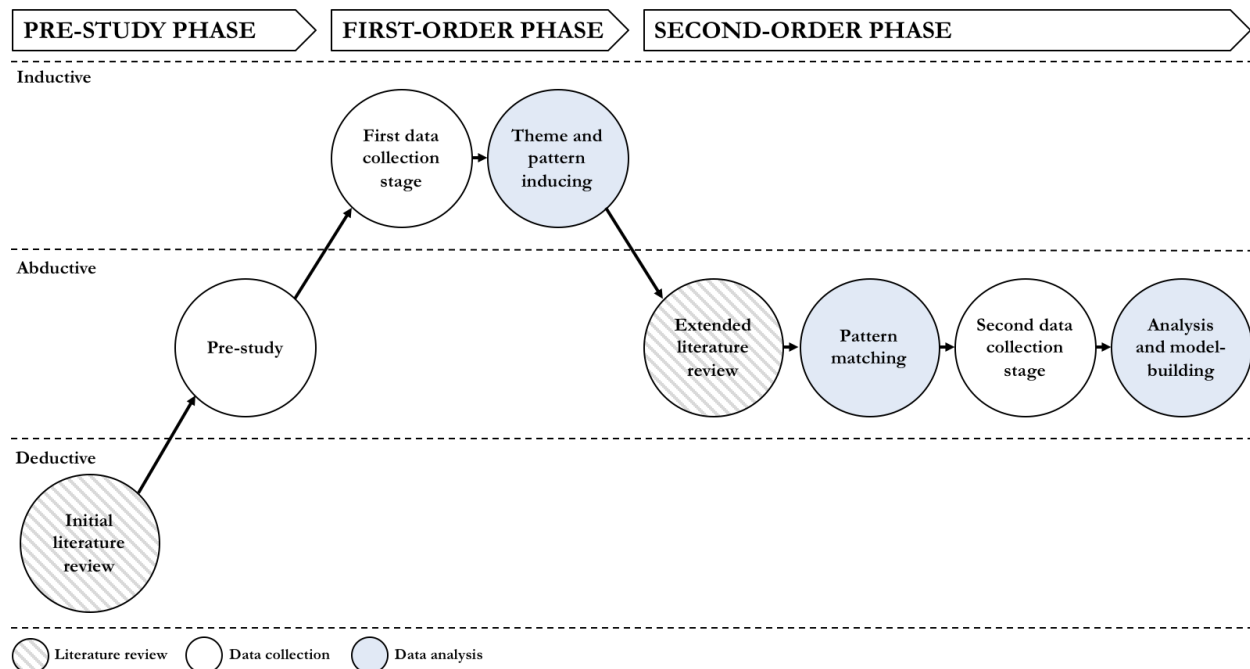 PRE-STUDY PHASE
FIRST-ORDER PHASE
SECOND-ORDER PHASE
Inductive
First data
collection
stage
Theme and
pattern
inducing
Abductive
Pre-study
Extended
literature
review
Pattern
matching
Second data
collection
stage
Analysis
and model-
building
Deductive
Initial
literature
review
Literature review
Data collection
Data analysis